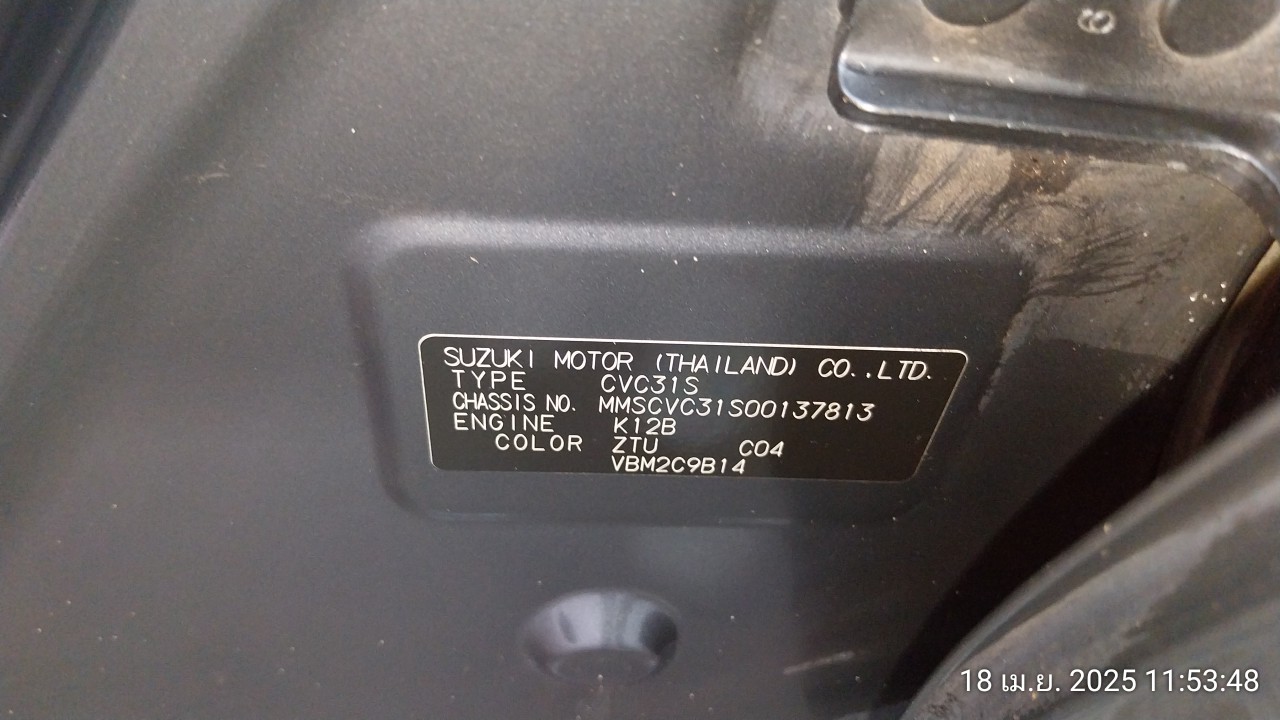 8
SUZUKI MOTOR (THAILAND) CO.,LTD.
TYPE CVC31S
CHASSIS NO. MMSCVC31S00137813
ENGINE K12B
COLOR ZTU C04
VBM2C9B14
18 เม.ย. 2025 11:53:48